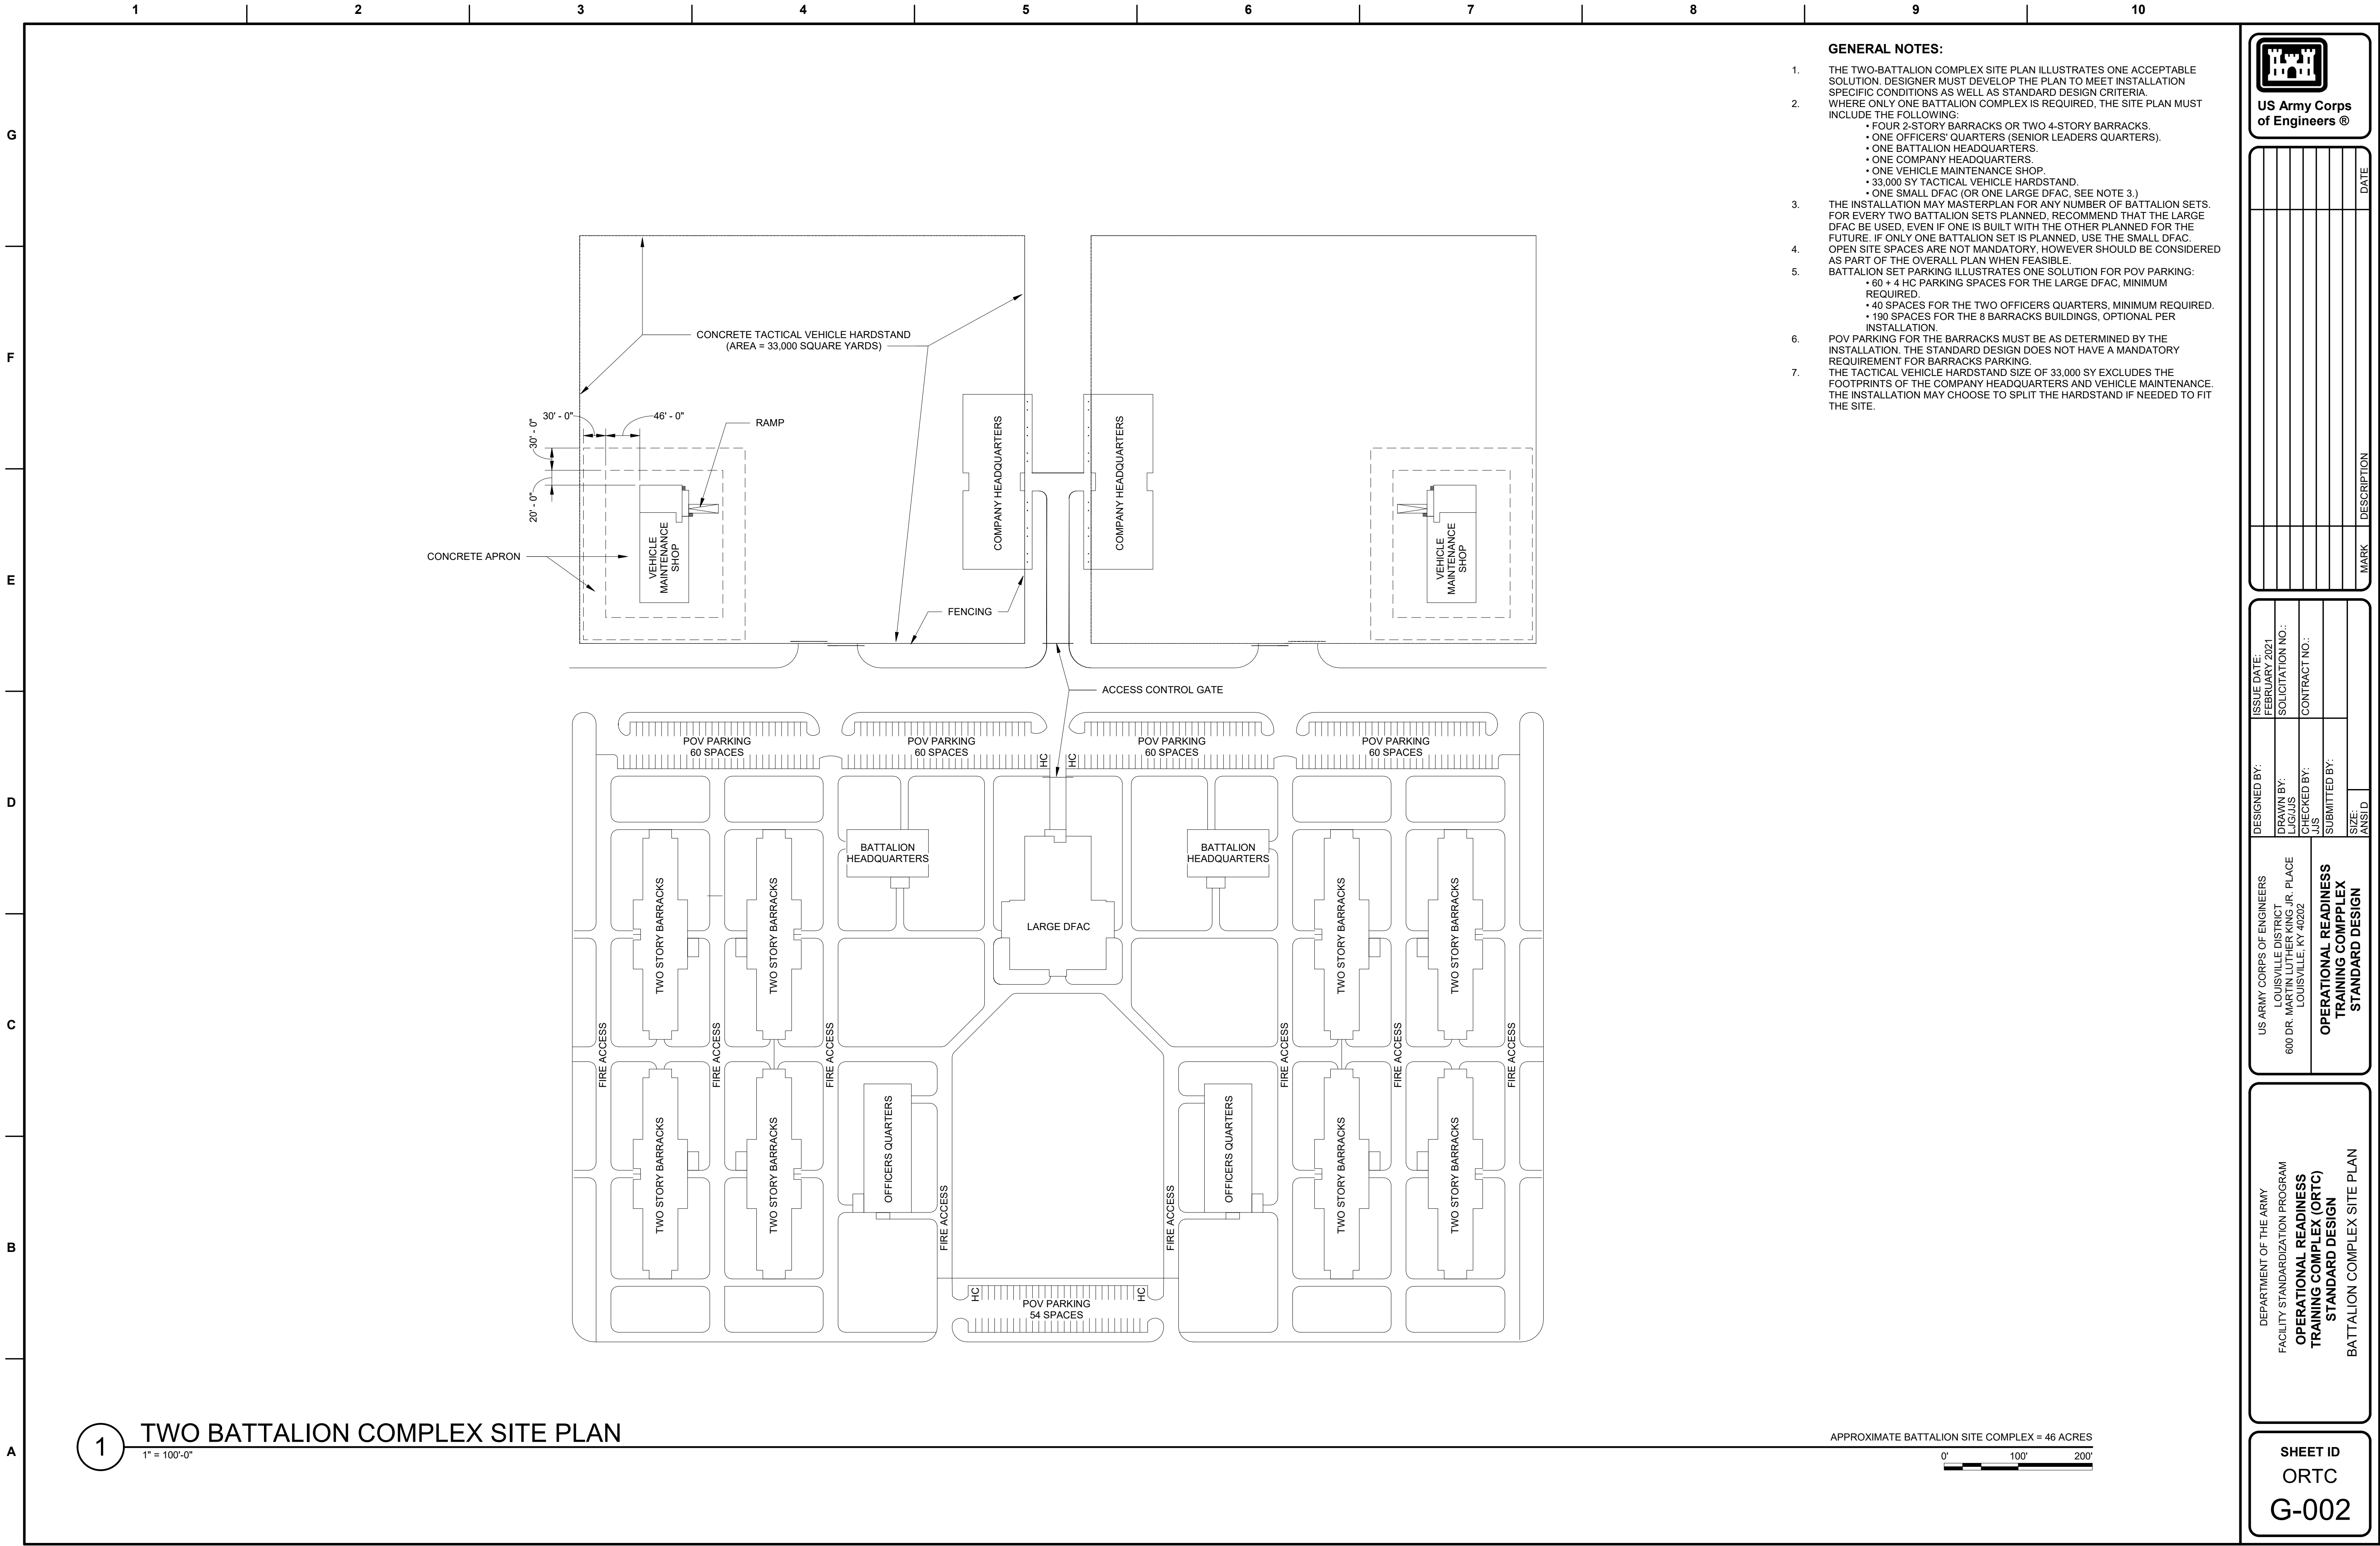 1 2 3 4 5 6 7 8 9 10
G
F
E
D
C
B
A
GENERAL NOTES:
1. THE TWO-BATTALION COMPLEX SITE PLAN ILLUSTRATES ONE ACCEPTABLE
SOLUTION. DESIGNER MUST DEVELOP THE PLAN TO MEET INSTALLATION
SPECIFIC CONDITIONS AS WELL AS STANDARD DESIGN CRITERIA.
2. WHERE ONLY ONE BATTALION COMPLEX IS REQUIRED, THE SITE PLAN MUST
INCLUDE THE FOLLOWING:
• FOUR 2-STORY BARRACKS OR TWO 4-STORY BARRACKS.
• ONE OFFICERS' QUARTERS (SENIOR LEADERS QUARTERS).
• ONE BATTALION HEADQUARTERS.
• ONE COMPANY HEADQUARTERS.
• ONE VEHICLE MAINTENANCE SHOP.
• 33,000 SY TACTICAL VEHICLE HARDSTAND.
• ONE SMALL DFAC (OR ONE LARGE DFAC, SEE NOTE 3.)
3. THE INSTALLATION MAY MASTERPLAN FOR ANY NUMBER OF BATTALION SETS.
FOR EVERY TWO BATTALION SETS PLANNED, RECOMMEND THAT THE LARGE
DFAC BE USED, EVEN IF ONE IS BUILT WITH THE OTHER PLANNED FOR THE
FUTURE. IF ONLY ONE BATTALION SET IS PLANNED, USE THE SMALL DFAC.
4. OPEN SITE SPACES ARE NOT MANDATORY, HOWEVER SHOULD BE CONSIDERED
AS PART OF THE OVERALL PLAN WHEN FEASIBLE.
5. BATTALION SET PARKING ILLUSTRATES ONE SOLUTION FOR POV PARKING:
• 60 + 4 HC PARKING SPACES FOR THE LARGE DFAC, MINIMUM
REQUIRED.
• 40 SPACES FOR THE TWO OFFICERS QUARTERS, MINIMUM REQUIRED.
• 190 SPACES FOR THE 8 BARRACKS BUILDINGS, OPTIONAL PER
INSTALLATION.
6. POV PARKING FOR THE BARRACKS MUST BE AS DETERMINED BY THE
INSTALLATION. THE STANDARD DESIGN DOES NOT HAVE A MANDATORY
REQUIREMENT FOR BARRACKS PARKING.
7. THE TACTICAL VEHICLE HARDSTAND SIZE OF 33,000 SY EXCLUDES THE
FOOTPRINTS OF THE COMPANY HEADQUARTERS AND VEHICLE MAINTENANCE.
THE INSTALLATION MAY CHOOSE TO SPLIT THE HARDSTAND IF NEEDED TO FIT
THE SITE.
CONCRETE TACTICAL VEHICLE HARDSTAND
(AREA = 33,000 SQUARE YARDS)
30' - 0"
46' - 0"
30' - 0"
20' - 0"
RAMP
CONCRETE APRON
VEHICLE
MAINTENANCE
SHOP
COMPANY HEADQUARTERS
COMPANY HEADQUARTERS
VEHICLE
MAINTENANCE
SHOP
FENCING
ACCESS CONTROL GATE
POV PARKING
60 SPACES
POV PARKING
60 SPACES
HC
HC
POV PARKING
60 SPACES
POV PARKING
60 SPACES
BATTALION
HEADQUARTERS
BATTALION
HEADQUARTERS
LARGE DFAC
TWO STORY BARRACKS
TWO STORY BARRACKS
TWO STORY BARRACKS
TWO STORY BARRACKS
FIRE ACCESS
FIRE ACCESS
FIRE ACCESS
FIRE ACCESS
FIRE ACCESS
FIRE ACCESS
TWO STORY BARRACKS
TWO STORY BARRACKS
OFFICERS QUARTERS
OFFICERS QUARTERS
TWO STORY BARRACKS
TWO STORY BARRACKS
FIRE ACCESS
FIRE ACCESS
HC
HC
POV PARKING
54 SPACES
1
TWO BATTALION COMPLEX SITE PLAN
1" = 100'-0"
APPROXIMATE BATTALION SITE COMPLEX = 46 ACRES
0' 100' 200'
US Army Corps
of Engineers ®
MARK DESCRIPTION DATE
DESIGNED BY:
ISSUE DATE:
FEBRUARY 2021
DRAWN BY:
LJG/JJS
SOLICITATION NO.:
CHECKED BY:
JJS
CONTRACT NO.:
SUBMITTED BY:
SIZE:
ANSI D
US ARMY CORPS OF ENGINEERS
LOUISVILLE DISTRICT
600 DR. MARTIN LUTHER KING JR. PLACE
LOUISVILLE, KY 40202
OPERATIONAL READINESS
TRAINING COMPPLEX
STANDARD DESIGN
DEPARTMENT OF THE ARMY
FACILITY STANDARDIZATION PROGRAM
OPERATIONAL READINESS
TRAINING COMPLEX (ORTC)
STANDARD DESIGN
BATTALION COMPLEX SITE PLAN
SHEET ID
ORTC
G-002